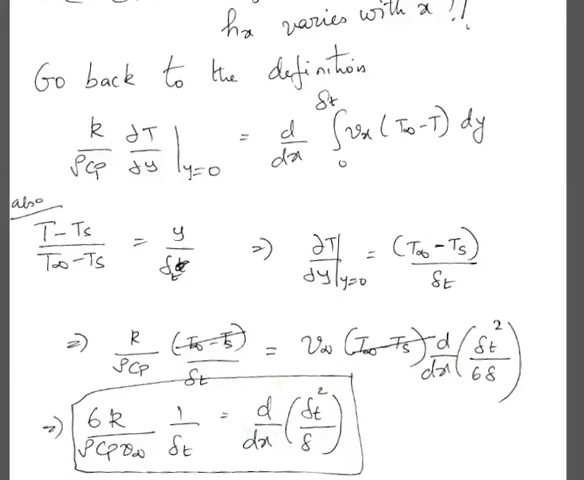 hx varies with x !!
Go back to the definition
k/ρCp ∂T/∂y |y=0 = d/dx ∫₀^δt vx (T∞-T) dy
also
T-Ts/T∞-Ts = y/δt ⇒ ∂T/∂y |y=0 = (T∞-Ts)/δt
⇒ k/ρCp (T∞-Ts)/δt = v∞ (T∞-Ts) d/dx (δt²/6δ)
⇒ 6k/ρCp v∞ 1/δt = d/dx (δt²/δ)